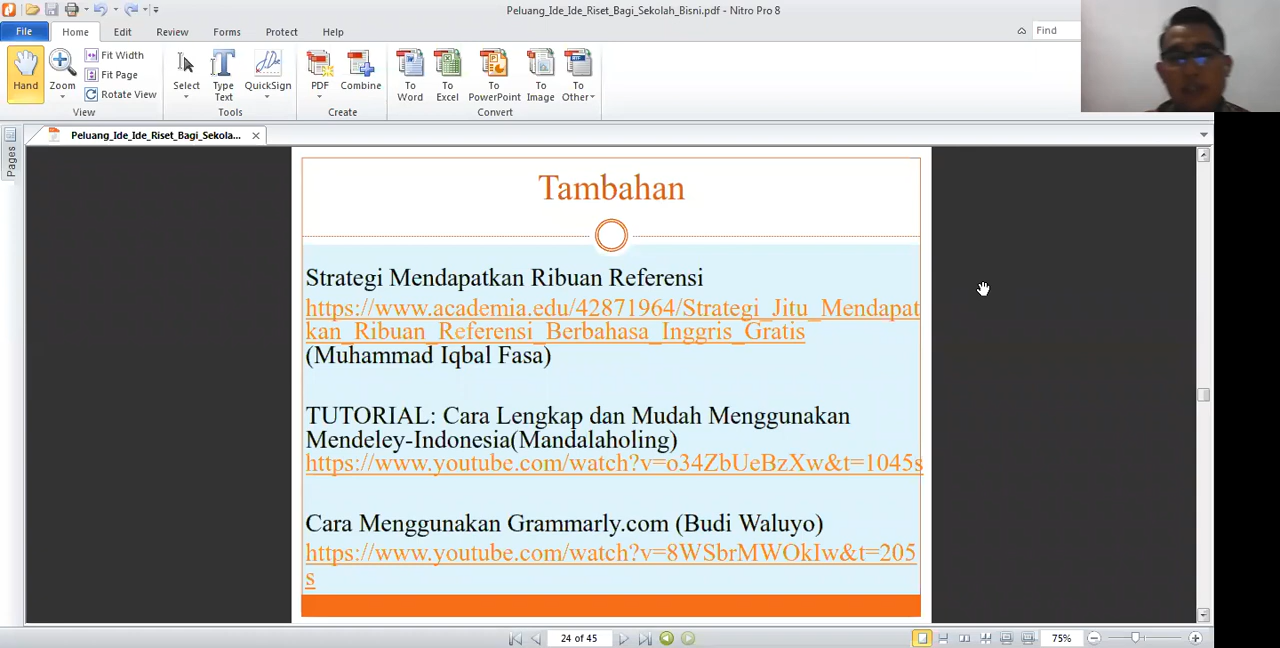 Peluang_Ide_Ide_Riset_Bagi_Sekolah_Bisni.pdf - Nitro Pro 8
File Home Edit Review Forms Protect Help Find
Hand Zoom Fit Width Fit Page Rotate View Select Type Text QuickSign PDF Combine To Word To Excel To PowerPoint To Image To Other
View Tools Create Convert
Peluang_Ide_Ide_Riset_Bagi_Sekola...
Pages
Tambahan
Strategi Mendapatkan Ribuan Referensi
https://www.academia.edu/42871964/Strategi_Jitu_Mendapat
kan_Ribuan_Referensi_Berbahasa_Inggris_Gratis
(Muhammad Iqbal Fasa)
TUTORIAL: Cara Lengkap dan Mudah Menggunakan
Mendeley-Indonesia(Mandalaholing)
https://www.youtube.com/watch?v=o34ZbUeBzXw&t=1045s
Cara Menggunakan Grammarly.com (Budi Waluyo)
https://www.youtube.com/watch?v=8WSbrMWOkIw&t=205
s
24 of 45
75%